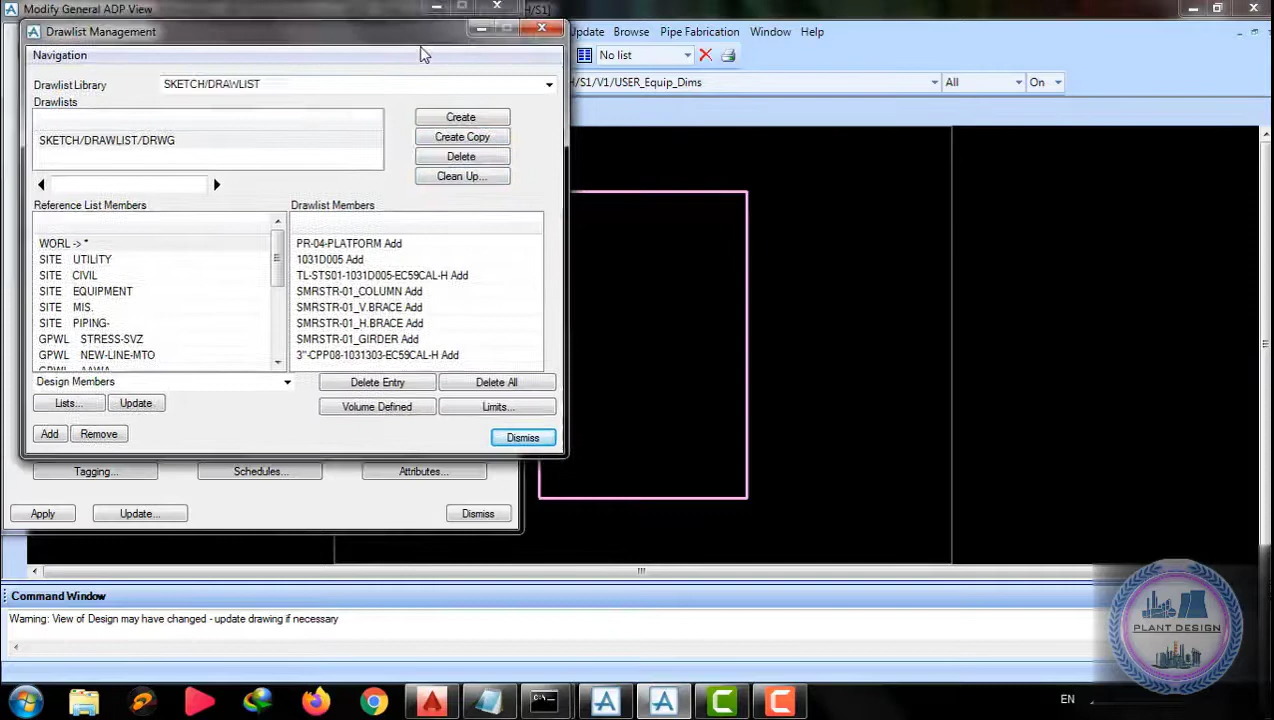 Modify General ADP View
H/S1]
Drawlist Management
Update Browse Pipe Fabrication Window Help
Navigation
No list
Drawlist Library SKETCH/DRAWLIST
H/S1/V1/USER_Equip_Dims All On
Drawlists
Create
SKETCH/DRAWLIST/DRWG
Create Copy
Delete
Clean Up...
Reference List Members Drawlist Members
WORL -> * PR-04-PLATFORM Add
SITE UTILITY 1031D005 Add
SITE CIVIL TL-STS01-1031D005-EC59CAL-H Add
SITE EQUIPMENT SMRSTR-01_COLUMN Add
SITE MIS. SMRSTR-01_V.BRACE Add
SITE PIPING- SMRSTR-01_H.BRACE Add
GPWL STRESS-SVZ SMRSTR-01_GIRDER Add
GPWL NEW-LINE-MTO 3"-CPP08-1031303-EC59CAL-H Add
Design Members Delete Entry Delete All
Lists... Update Volume Defined Limits...
Add Remove Dismiss
Tagging... Schedules... Attributes...
Apply Update... Dismiss
Command Window
Warning: View of Design may have changed - update drawing if necessary
PLANT DESIGN
EN